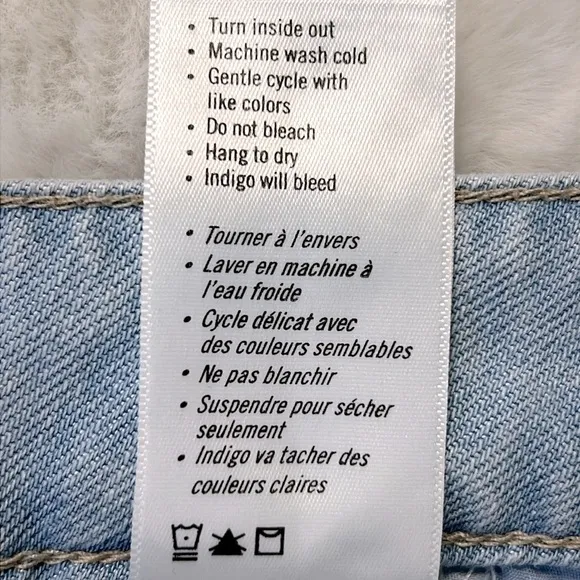 • Turn inside out
• Machine wash cold
• Gentle cycle with
like colors
• Do not bleach
• Hang to dry
• Indigo will bleed
• Tourner à l'envers
• Laver en machine à
l'eau froide
• Cycle délicat avec
des couleurs semblables
• Ne pas blanchir
• Suspendre pour sécher
seulement
• Indigo va tacher des
couleurs claires